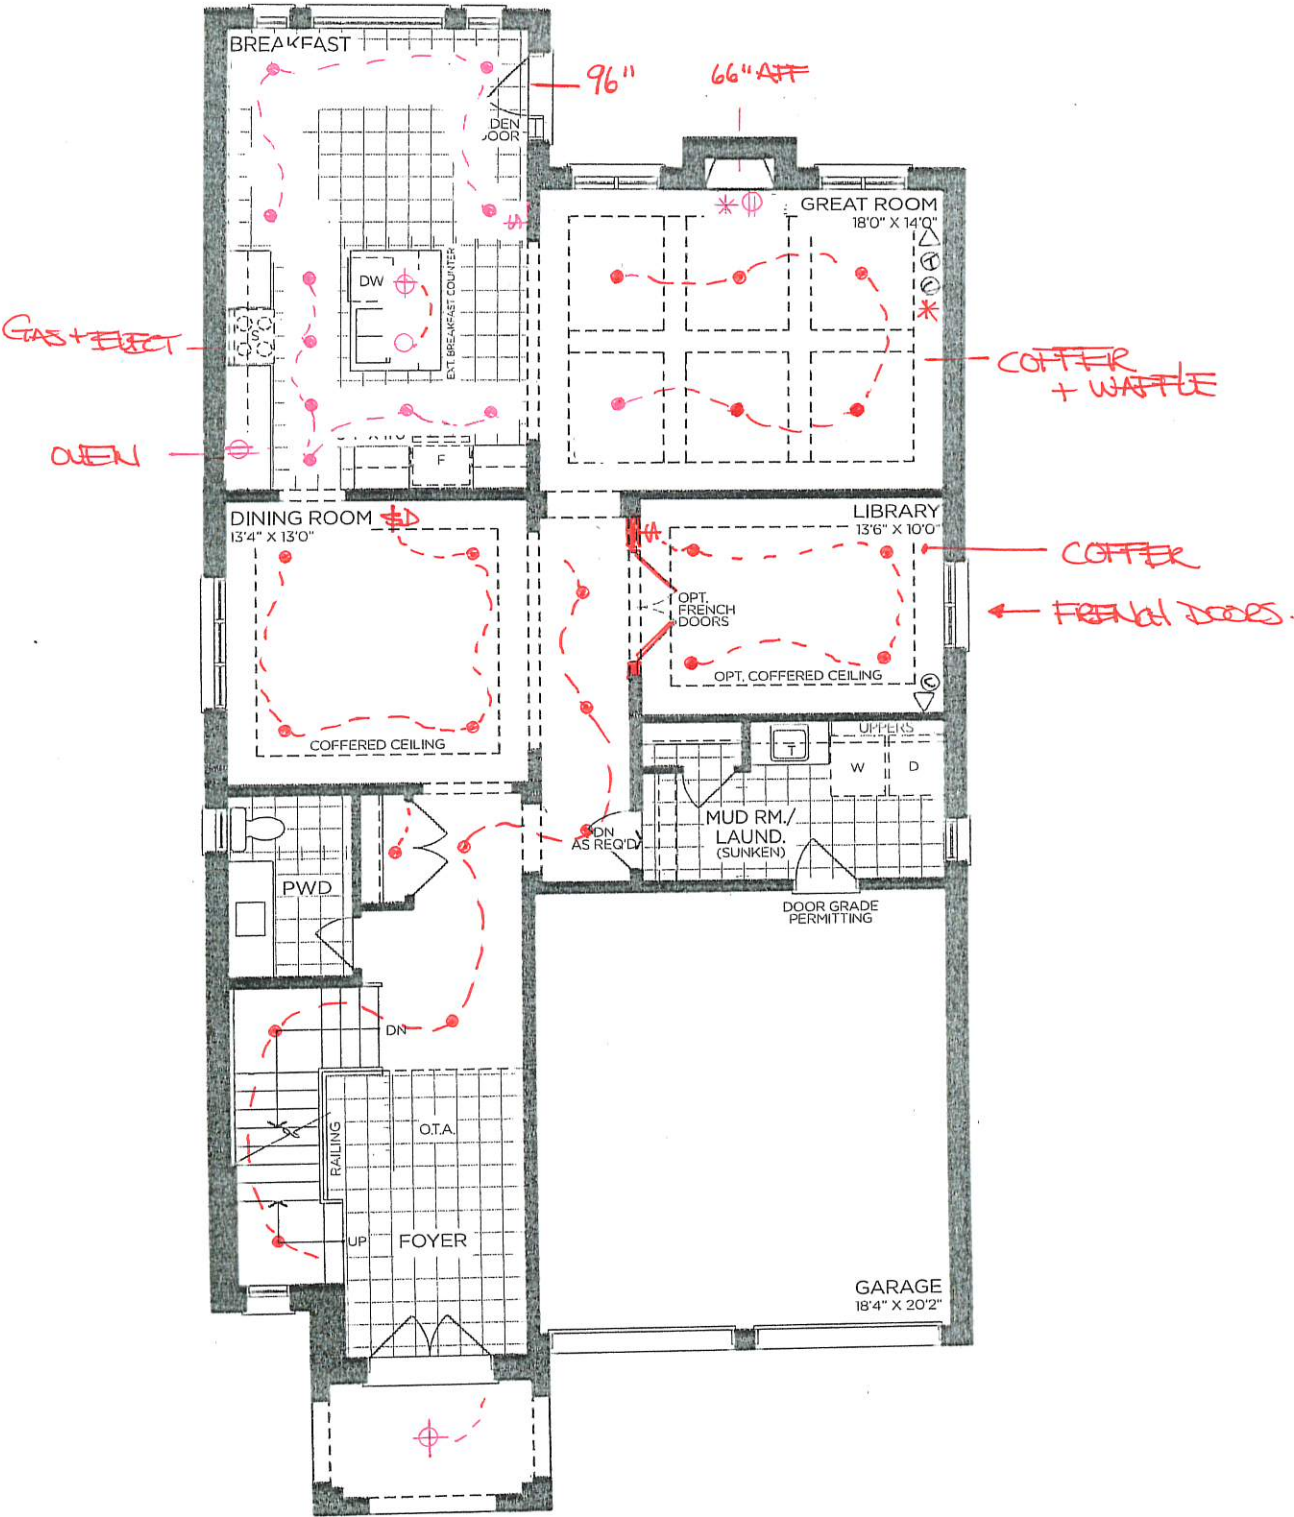 BREAKFAST
96"
66" AFF
DEN
OOR
GREAT ROOM
18'0" X 14'0"
T
C
DW
EXT. BREAKFAST COUNTER
S
GAS + ELECT
COFFER
+ WAFFLE
OVEN
F
DINING ROOM
13'4" X 13'0"
$D
$
LIBRARY
13'6" X 10'0"
COFFER
OPT.
FRENCH
DOORS
FRENCH DOORS.
OPT. COFFERED CEILING
C
COFFERED CEILING
UPPERS
T
W
D
MUD RM./
LAUND.
(SUNKEN)
DN
AS REQ'D
PWD
DOOR GRADE
PERMITTING
DN
O.T.A.
RAILING
UP
FOYER
GARAGE
18'4" X 20'2"